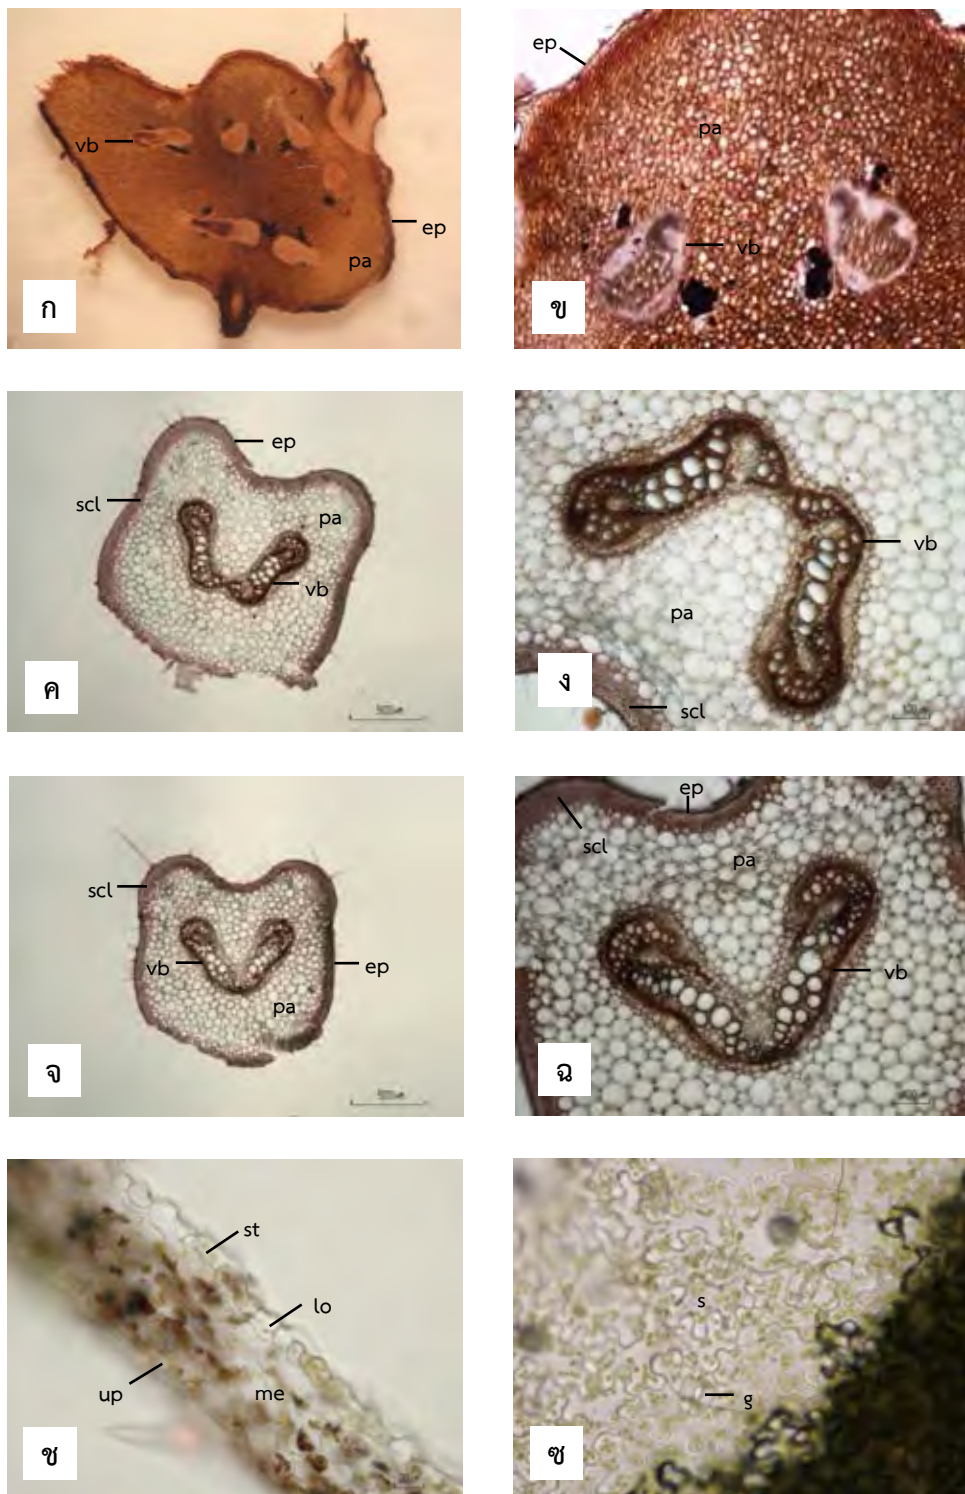 vb
ep
pa
ก
ep
pa
vb
ข
ep
scl
pa
vb
ค
vb
pa
scl
ง
scl
vb
ep
pa
จ
ep
scl
pa
vb
ฉ
st
lo
up
me
ช
s
g
ซ